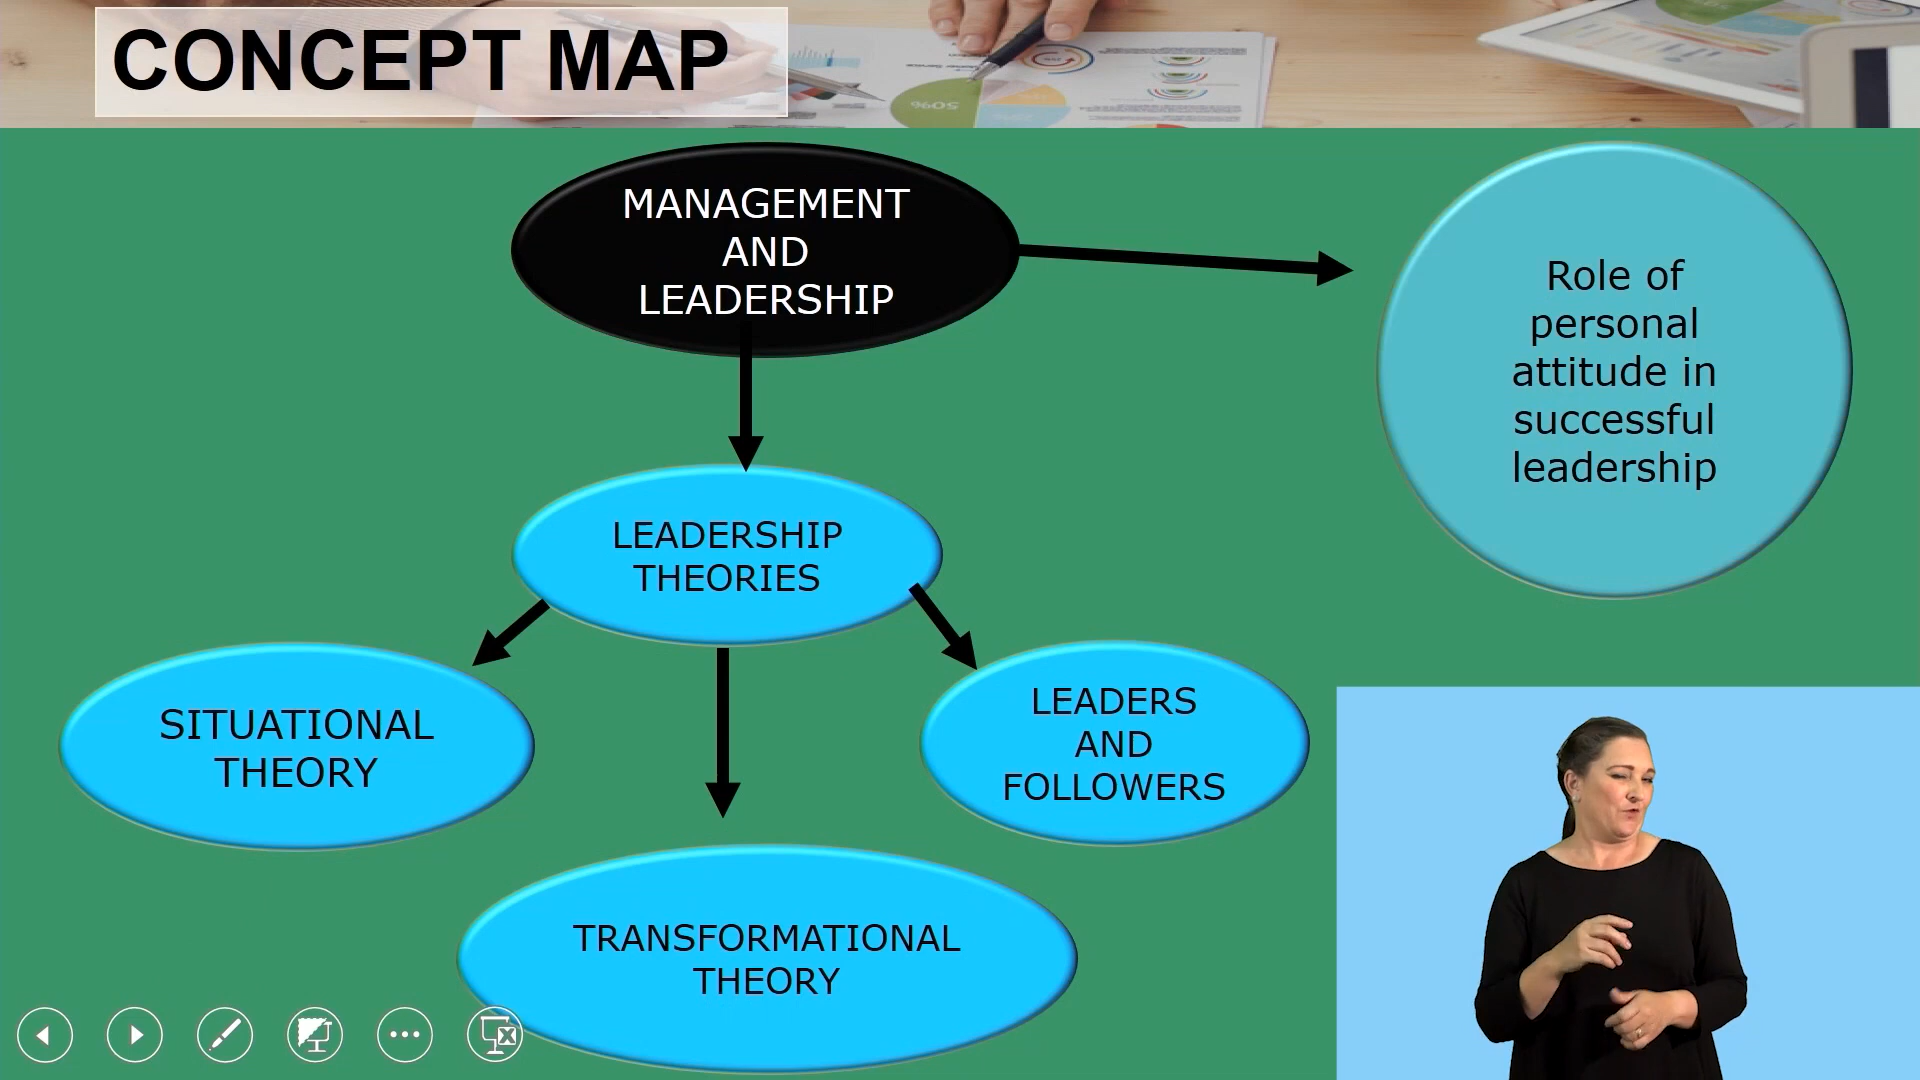 CONCEPT MAP
50%
MANAGEMENT
AND
LEADERSHIP
Role of
personal
attitude in
successful
leadership
LEADERSHIP
THEORIES
SITUATIONAL
THEORY
LEADERS
AND
FOLLOWERS
TRANSFORMATIONAL
THEORY